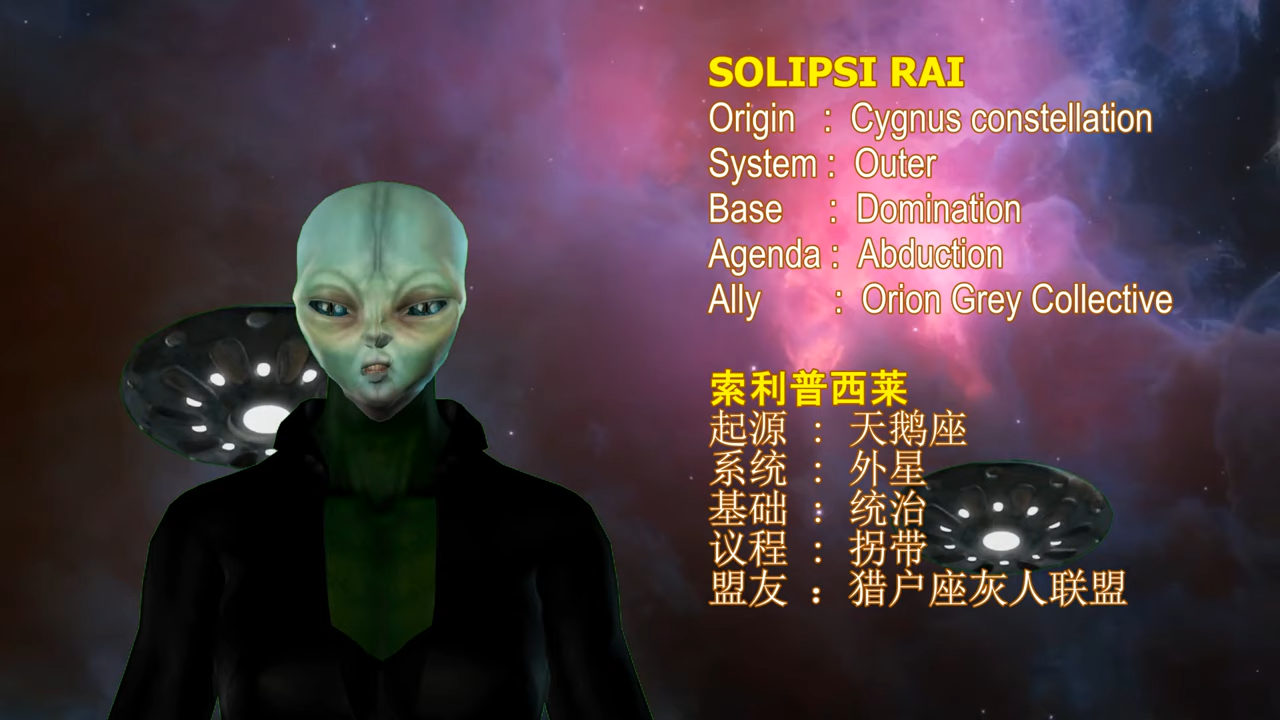 SOLIPSI RAI
Origin : Cygnus constellation
System : Outer
Base : Domination
Agenda : Abduction
Ally : Orion Grey Collective
索利普西莱
起源 : 天鹅座
系统 : 外星
基础 : 统治
议程 : 拐带
盟友 : 猎户座灰人联盟